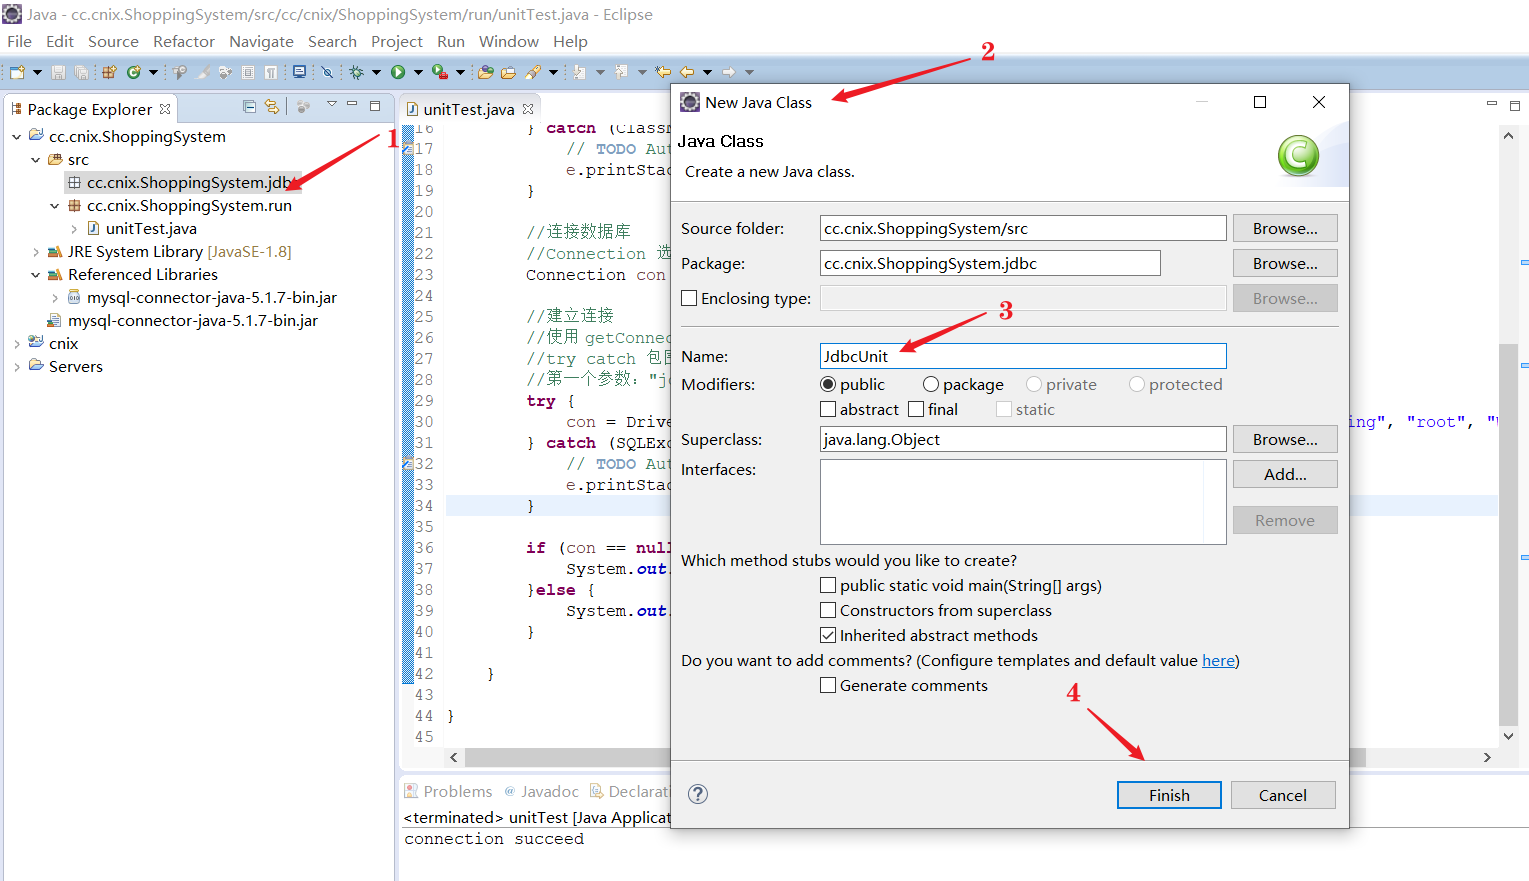 Java - cc.cnix.ShoppingSystem/src/cc/cnix/ShoppingSystem/run/unitTest.java - Eclipse
File Edit Source Refactor Navigate Search Project Run Window Help
Package Explorer
cc.cnix.ShoppingSystem
src
cc.cnix.ShoppingSystem.jdb
cc.cnix.ShoppingSystem.run
unitTest.java
JRE System Library [JavaSE-1.8]
Referenced Libraries
mysql-connector-java-5.1.7-bin.jar
mysql-connector-java-5.1.7-bin.jar
cnix
Servers
1
unitTest.java
16 } catch (Class
17 // TODO Aut
18 e.printStac
19 }
20
21 //连接数据库
22 //Connection 选
23 Connection con
24
25 //建立连接
26 //使用 getConnec
27 //try catch 包围
28 //第一个参数："jd
29 try {
30 con = Drive
31 } catch (SQLExc
32 // TODO Aut
33 e.printStac
34 }
35
36 if (con == null
37 System.out.
38 }else {
39 System.out.
40 }
41
42 }
43
44 }
45
ing", "root", "
2
New Java Class
Java Class
Create a new Java class.
C
Source folder: cc.cnix.ShoppingSystem/src Browse...
Package: cc.cnix.ShoppingSystem.jdbc Browse...
Enclosing type: Browse...
3
Name: JdbcUnit
Modifiers: public package private protected
abstract final static
Superclass: java.lang.Object Browse...
Interfaces: Add...
Remove
Which method stubs would you like to create?
public static void main(String[] args)
Constructors from superclass
Inherited abstract methods
Do you want to add comments? (Configure templates and default value here)
Generate comments
4
? Finish Cancel
Problems @ Javadoc Declarati
<terminated> unitTest [Java Applicat
connection succeed